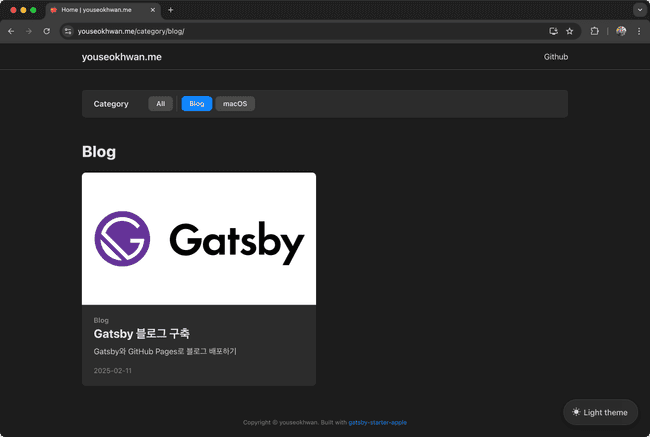 Home | youseokhwan.me
youseokhwan.me/category/blog/
youseokhwan.me
Github
Category
All
Blog
macOS
Blog
Gatsby
Blog
Gatsby 블로그 구축
Gatsby와 GitHub Pages로 블로그 배포하기
2025-02-11
Copyright © youseokhwan. Built with gatsby-starter-apple
Light theme